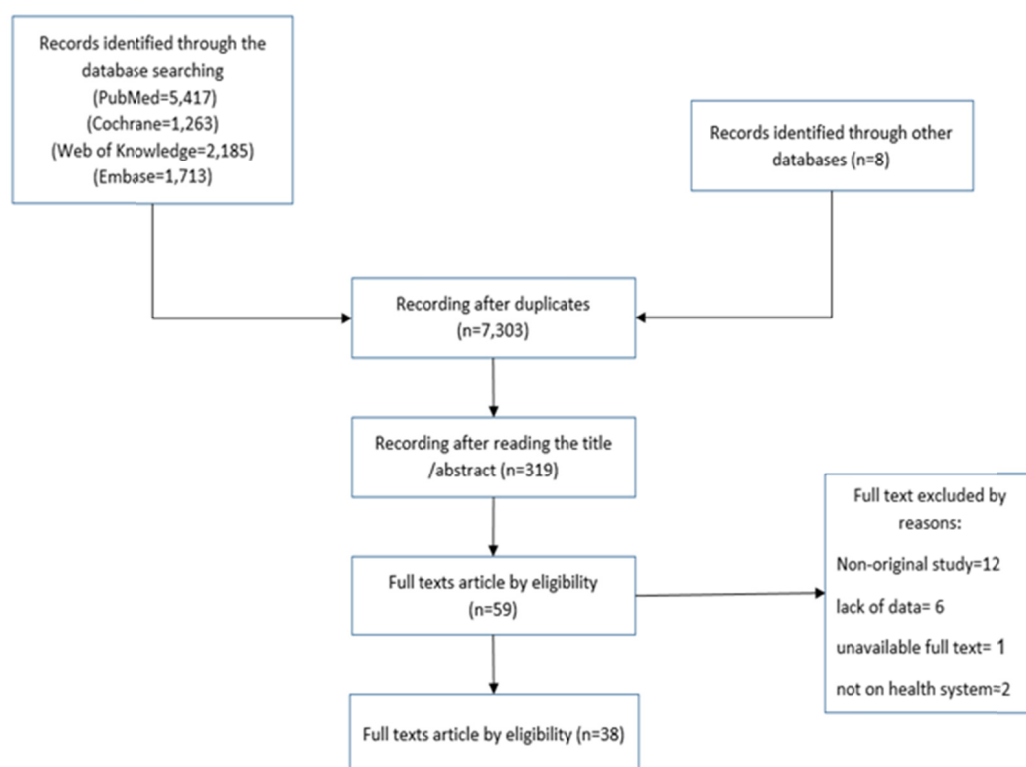 Records identified through the
database searching
(PubMed=5,417)
(Cochrane=1,263)
(Web of Knowledge=2,185)
(Embase=1,713)
Records identified through other
databases (n=8)
Recording after duplicates
(n=7,303)
Recording after reading the title
/abstract (n=319)
Full texts article by eligibility
(n=59)
Full text excluded by
reasons:
Non-original study=12
lack of data= 6
unavailable full text= 1
not on health system=2
Full texts article by eligibility (n=38)